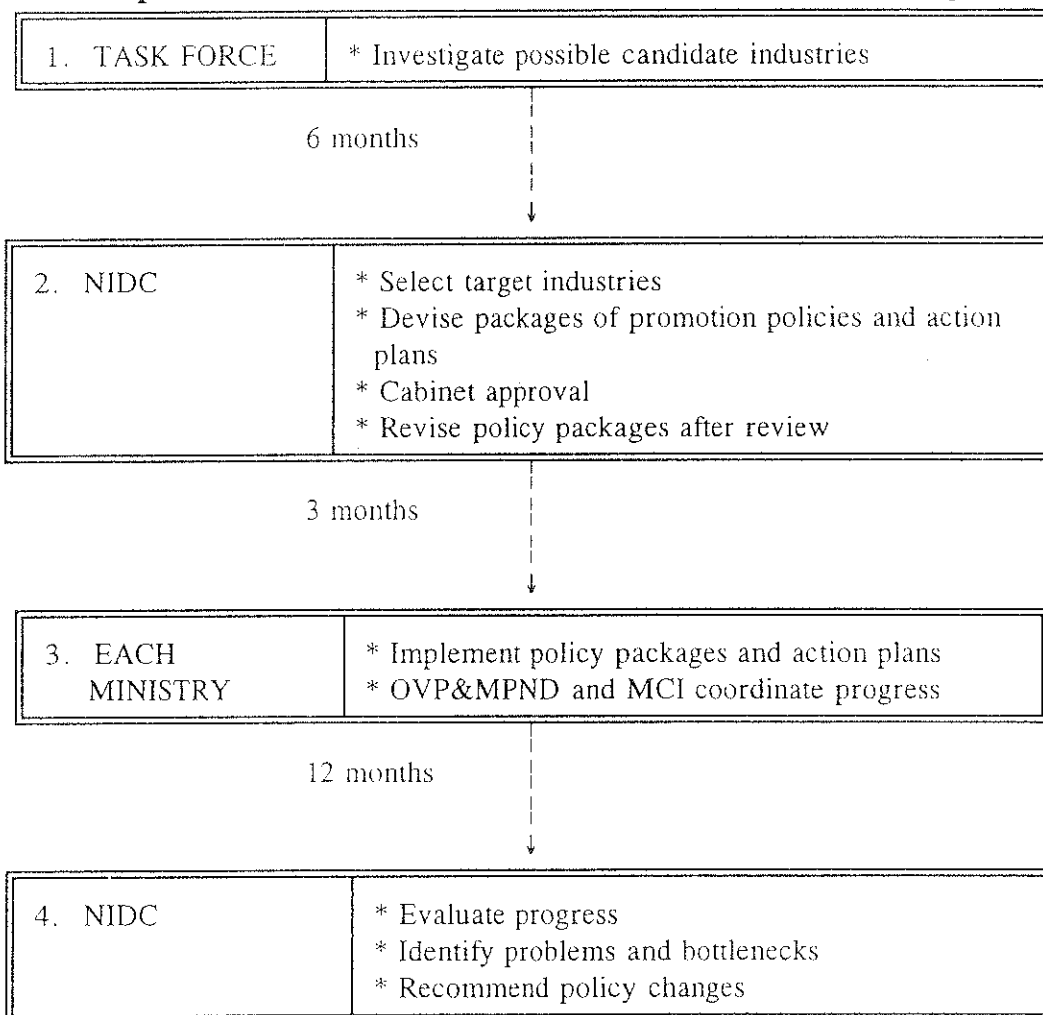 1. TASK FORCE
* Investigate possible candidate industries
6 months
2. NIDC
* Select target industries
* Devise packages of promotion policies and action
plans
* Cabinet approval
* Revise policy packages after review
3 months
3. EACH
MINISTRY
* Implement policy packages and action plans
* OVP&MPND and MCI coordinate progress
12 months
4. NIDC
* Evaluate progress
* Identify problems and bottlenecks
* Recommend policy changes